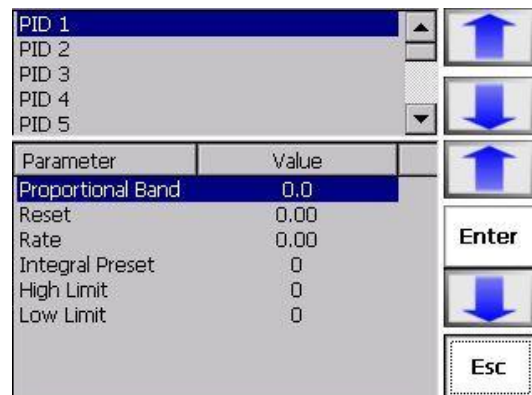 PID 1
PID 2
PID 3
PID 4
PID 5
Parameter Value
Proportional Band 0.0
Reset 0.00
Rate 0.00
Integral Preset 0
High Limit 0
Low Limit 0
Enter
Esc